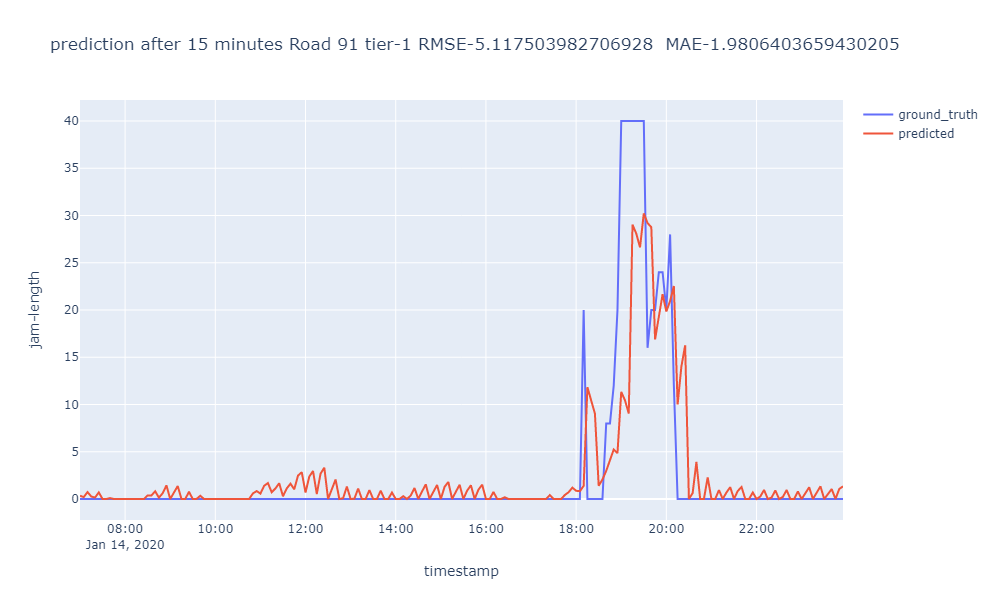 prediction after 15 minutes Road 91 tier-1 RMSE-5.117503982706928  MAE-1.9806403659430205
ground_truth
predicted
40
35
30
25
20
15
10
5
0
jam-length
08:00 10:00 12:00 14:00 16:00 18:00 20:00 22:00
Jan 14, 2020
timestamp